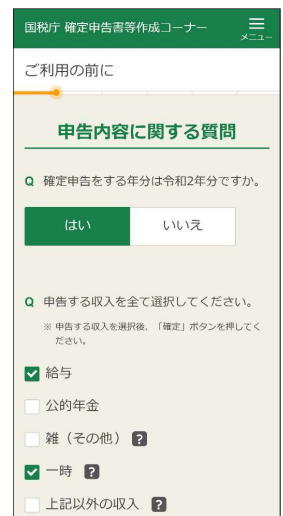 国税庁 確定申告書等作成コーナー
メニュー
ご利用の前に
申告内容に関する質問
Q 確定申告をする年分は令和2年分ですか。
はい いいえ
Q 申告する収入を全て選択してください。
※ 申告する収入を選択後、「確定」ボタンを押してく
ださい。
給与
公的年金
雑（その他） ?
一時 ?
上記以外の収入 ?